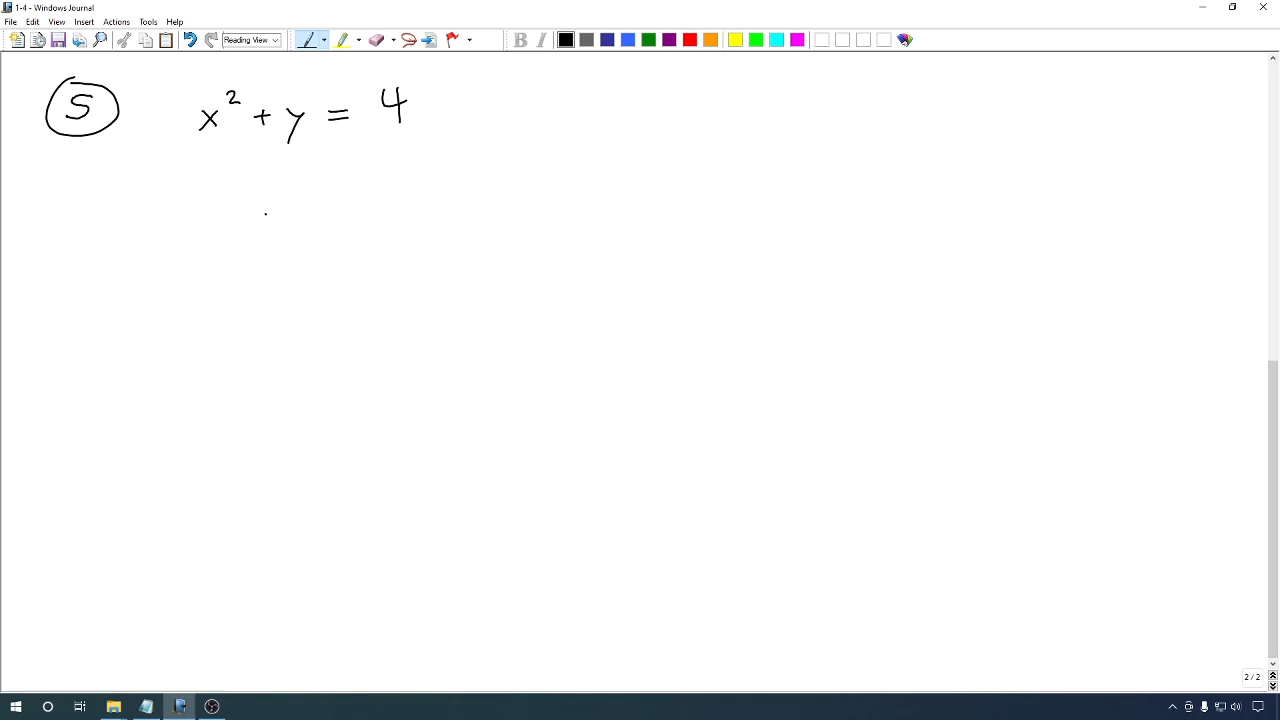 1-4 - Windows Journal
File Edit View Insert Actions Tools Help
Reading View B I
5 x² + y = 4
2 / 2